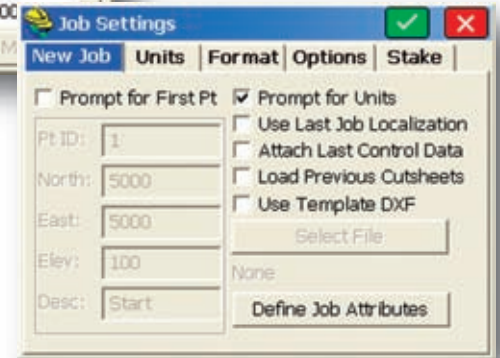 Job Settings
New Job Units Format Options Stake
Prompt for First Pt
Pt ID: 1
North: 5000
East: 5000
Elev: 100
Desc: Start
Prompt for Units
Use Last Job Localization
Attach Last Control Data
Load Previous Cutsheets
Use Template DXF
Select File
None
Define Job Attributes